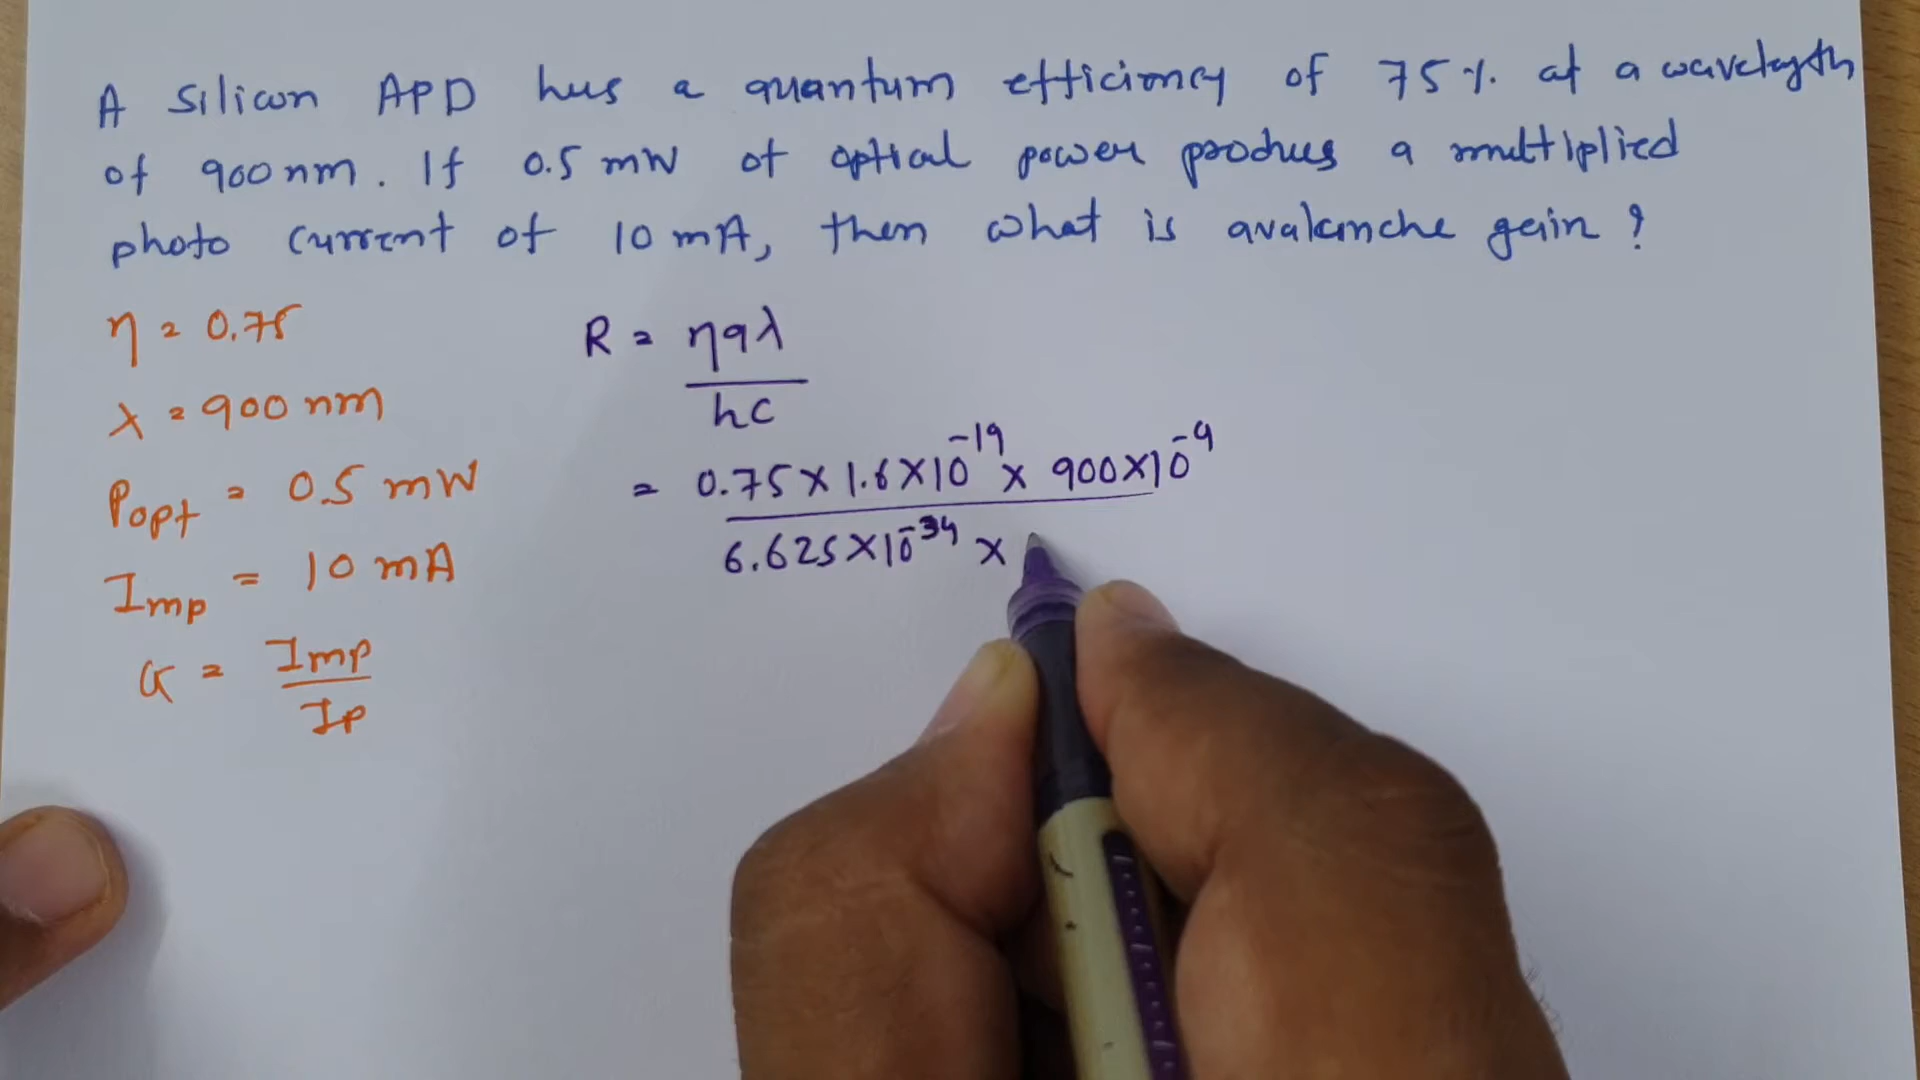 A Silicon APD has a quantum efficiency of 75% at a wavelength
of 900nm. If 0.5 mW of optical power produces a multiplied
photo current of 10 mA, then what is avalanche gain ?
η = 0.75
λ = 900 nm
Popt = 0.5 mW
Imp = 10 mA
G = Imp / Ip
R = ηqλ / hc
= 0.75 × 1.6 × 10^-19 × 900 × 10^-9
6.625 × 10^-34 ×